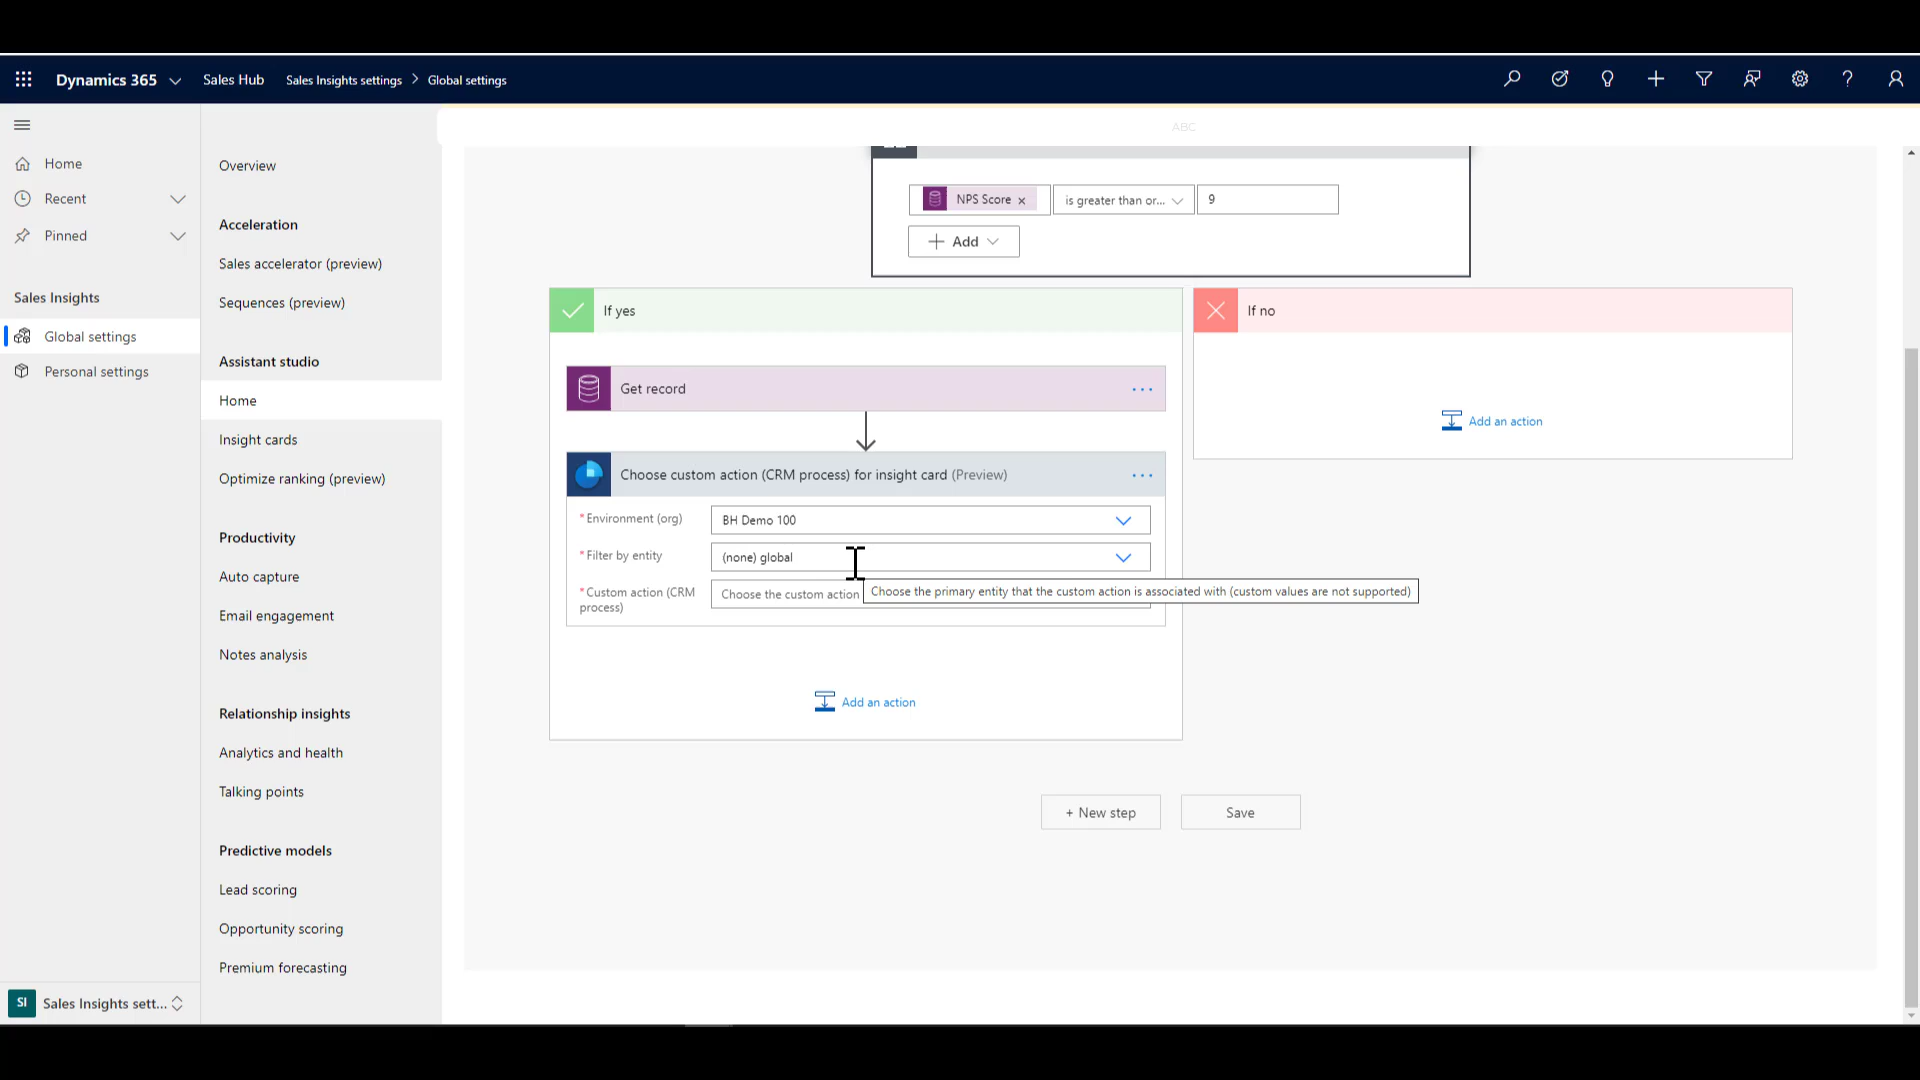 Dynamics 365
Sales Hub
Sales Insights settings > Global settings
ABC
Home
Recent
Pinned
Sales Insights
Global settings
Personal settings
SI
Sales Insights sett...
Overview
Acceleration
Sales accelerator (preview)
Sequences (preview)
Assistant studio
Home
Insight cards
Optimize ranking (preview)
Productivity
Auto capture
Email engagement
Notes analysis
Relationship insights
Analytics and health
Talking points
Predictive models
Lead scoring
Opportunity scoring
Premium forecasting
NPS Score × is greater than or... 9
+ Add
If yes
Get record ...
Choose custom action (CRM process) for insight card (Preview) ...
* Environment (org) BH Demo 100
* Filter by entity (none) global
* Custom action (CRM process) Choose the custom action
Choose the primary entity that the custom action is associated with (custom values are not supported)
Add an action
If no
Add an action
+ New step
Save